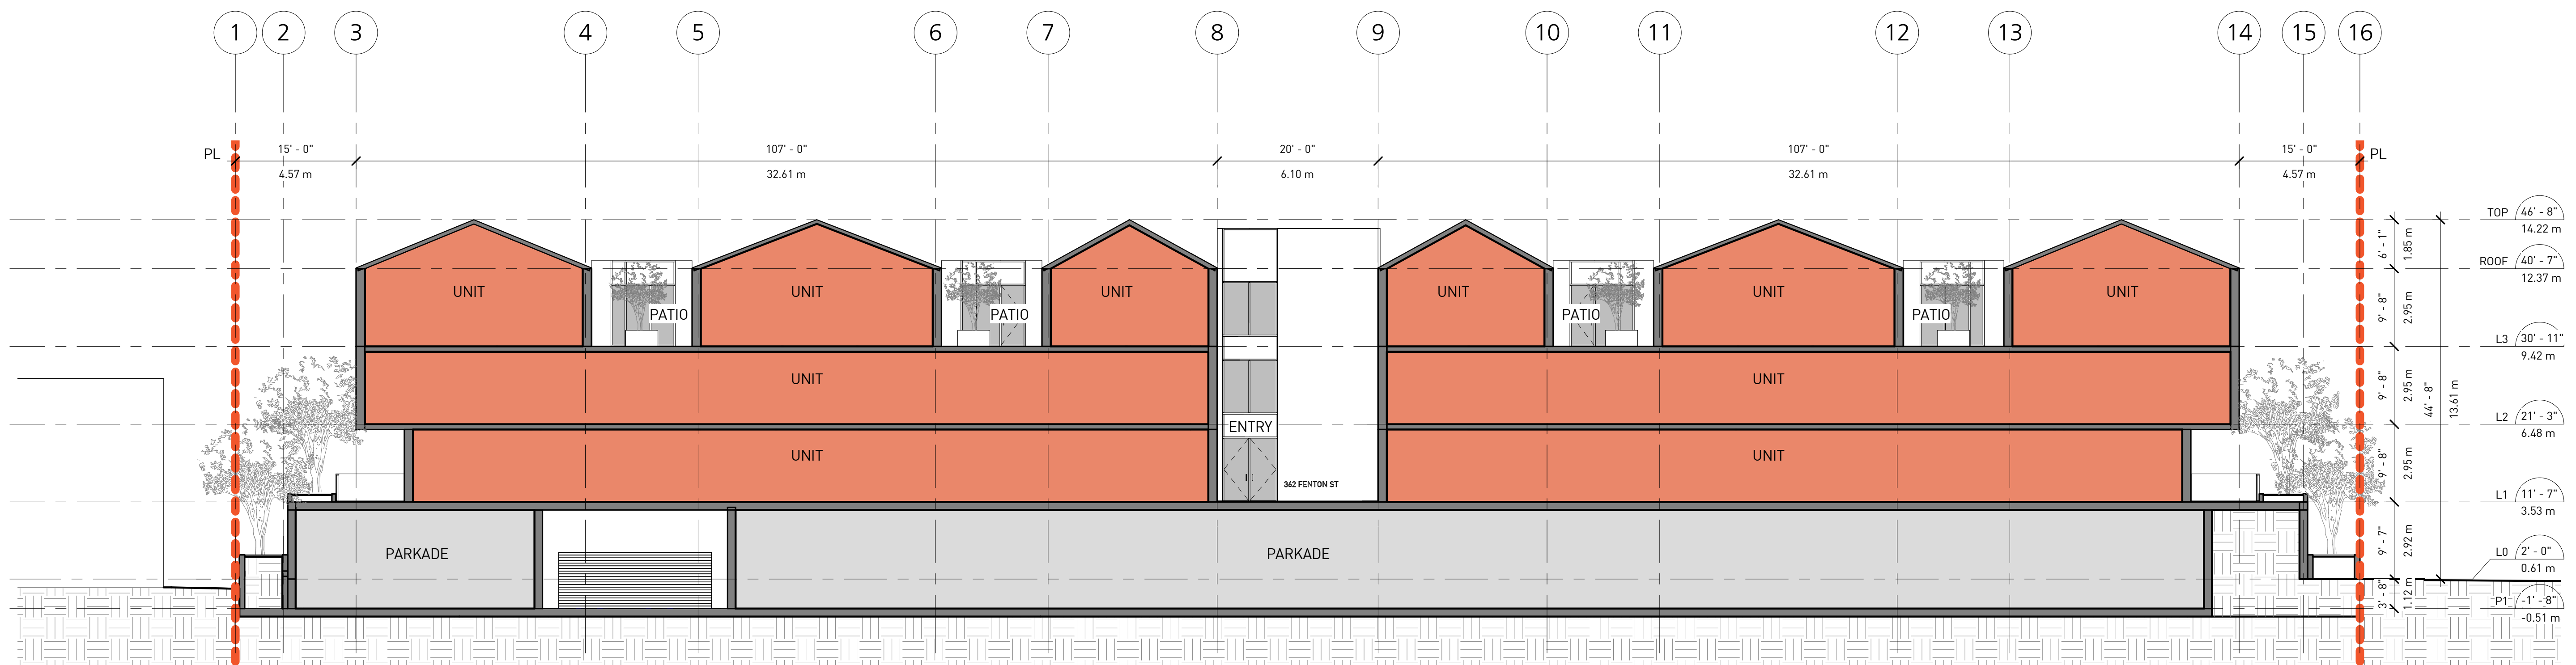 1 2 3 4 5 6 7 8 9 10 11 12 13 14 15 16
PL 15' - 0" 107' - 0" 20' - 0" 107' - 0" 15' - 0" PL
4.57 m 32.61 m 6.10 m 32.61 m 4.57 m
TOP 46' - 8"
14.22 m
6' - 1" 1.85 m
ROOF 40' - 7"
12.37 m
UNIT UNIT UNIT UNIT UNIT UNIT
PATIO PATIO PATIO PATIO
9' - 8" 2.95 m
L3 30' - 11"
9.42 m
UNIT UNIT
9' - 8" 2.95 m
44' - 8" 13.61 m
L2 21' - 3"
6.48 m
ENTRY
UNIT UNIT
9' - 8" 2.95 m
362 FENTON ST
L1 11' - 7"
3.53 m
PARKADE PARKADE
9' - 7" 2.92 m
L0 2' - 0"
0.61 m
3' - 8" 1.12 m
P1 -1' - 8"
-0.51 m